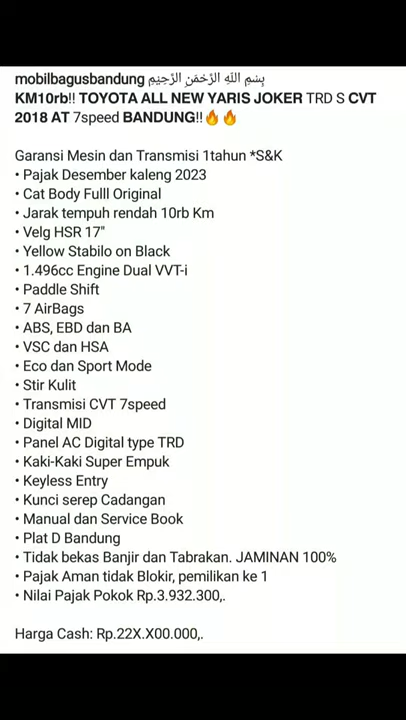 mobilbagusbandung بِسْمِ اللَّهِ الرَّحْمَنِ الرَّحِيْمِ
KM10rb!! TOYOTA ALL NEW YARIS JOKER TRD S CVT
2018 AT 7speed BANDUNG!!🔥🔥
Garansi Mesin dan Transmisi 1tahun *S&K
• Pajak Desember kaleng 2023
• Cat Body Fulll Original
• Jarak tempuh rendah 10rb Km
• Velg HSR 17"
• Yellow Stabilo on Black
• 1.496cc Engine Dual VVT-i
• Paddle Shift
• 7 AirBags
• ABS, EBD dan BA
• VSC dan HSA
• Eco dan Sport Mode
• Stir Kulit
• Transmisi CVT 7speed
• Digital MID
• Panel AC Digital type TRD
• Kaki-Kaki Super Empuk
• Keyless Entry
• Kunci serep Cadangan
• Manual dan Service Book
• Plat D Bandung
• Tidak bekas Banjir dan Tabrakan. JAMINAN 100%
• Pajak Aman tidak Blokir, pemilikan ke 1
• Nilai Pajak Pokok Rp.3.932.300,.
Harga Cash: Rp.22X.X00.000,.